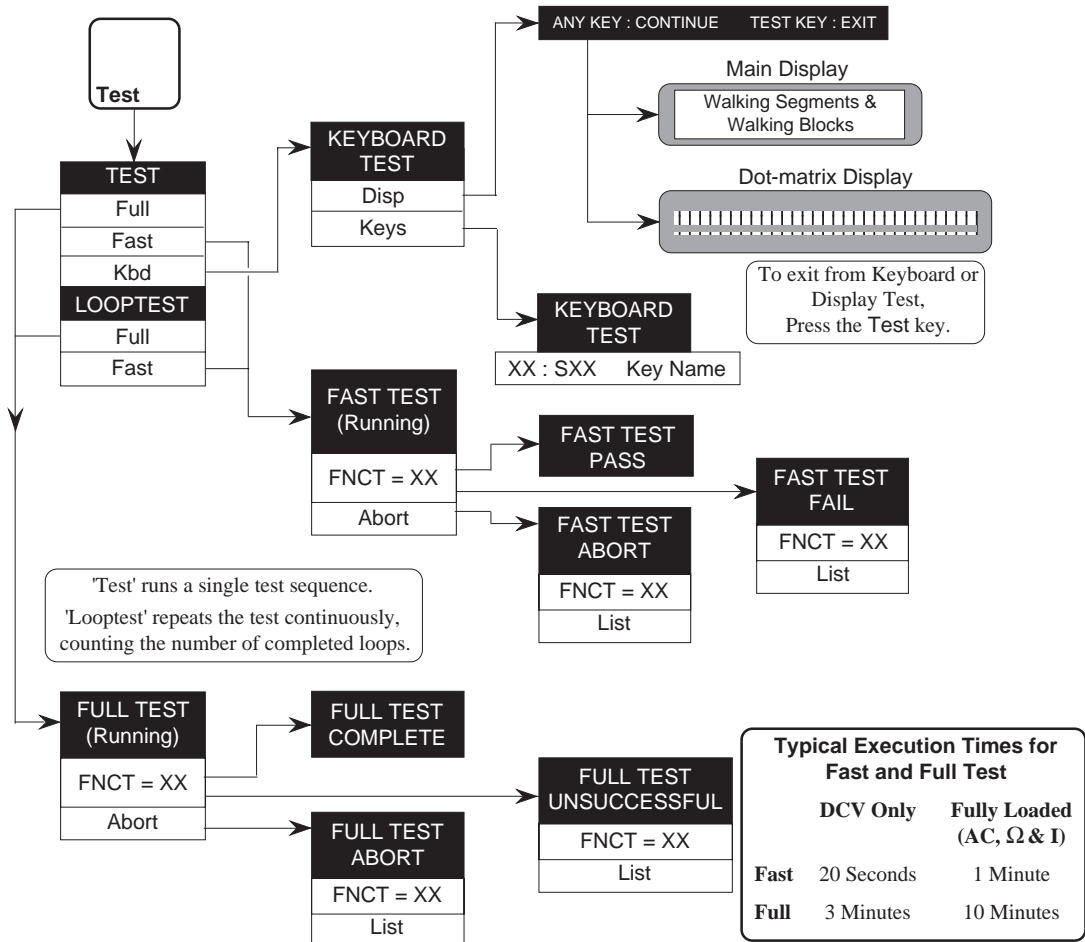 Test
TEST
Full
Fast
Kbd
LOOPTEST
Full
Fast
KEYBOARD
TEST
Disp
Keys
ANY KEY : CONTINUE TEST KEY : EXIT
Main Display
Walking Segments &
Walking Blocks
Dot-matrix Display
To exit from Keyboard or
Display Test,
Press the Test key.
KEYBOARD
TEST
XX : SXX Key Name
FAST TEST
(Running)
FNCT = XX
Abort
FAST TEST
PASS
FAST TEST
FAIL
FNCT = XX
List
FAST TEST
ABORT
FNCT = XX
List
'Test' runs a single test sequence.
'Looptest' repeats the test continuously,
counting the number of completed loops.
FULL TEST
(Running)
FNCT = XX
Abort
FULL TEST
COMPLETE
FULL TEST
UNSUCCESSFUL
FNCT = XX
List
FULL TEST
ABORT
FNCT = XX
List
Typical Execution Times for
Fast and Full Test
DCV Only Fully Loaded
(AC, Ω & I)
Fast 20 Seconds 1 Minute
Full 3 Minutes 10 Minutes